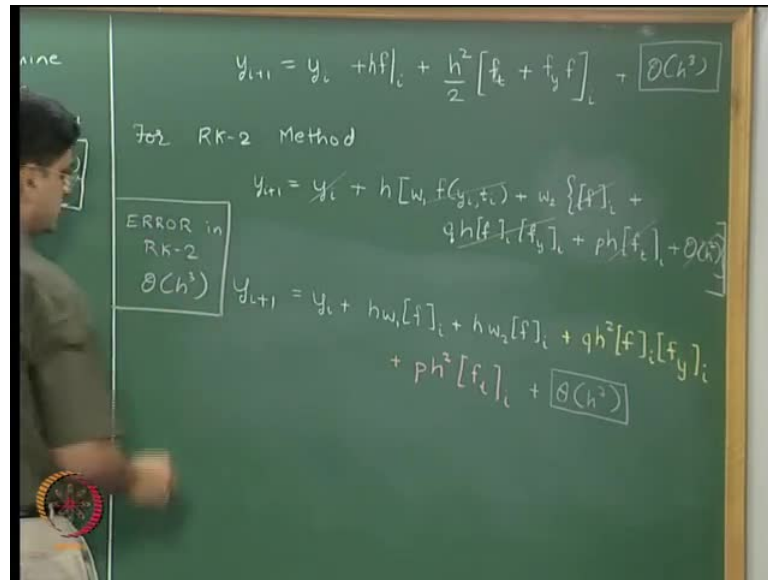 mine
y_{i+1} = y_i + hf|_i + h²/2 [f_t + f_y f]_i + O(h³)
For RK-2 Method
y_{i+1} = y_i + h[w_1 f(y_i, t_i) + w_2 {[f]_i +
qh[f]_i [f_y]_i + ph[f_t]_i + O(h²)}]
ERROR in
RK-2
O(h³)
y_{i+1} = y_i + hw_1[f]_i + hw_2[f]_i + qh²[f]_i[f_y]_i
+ ph²[f_t]_i + O(h³)